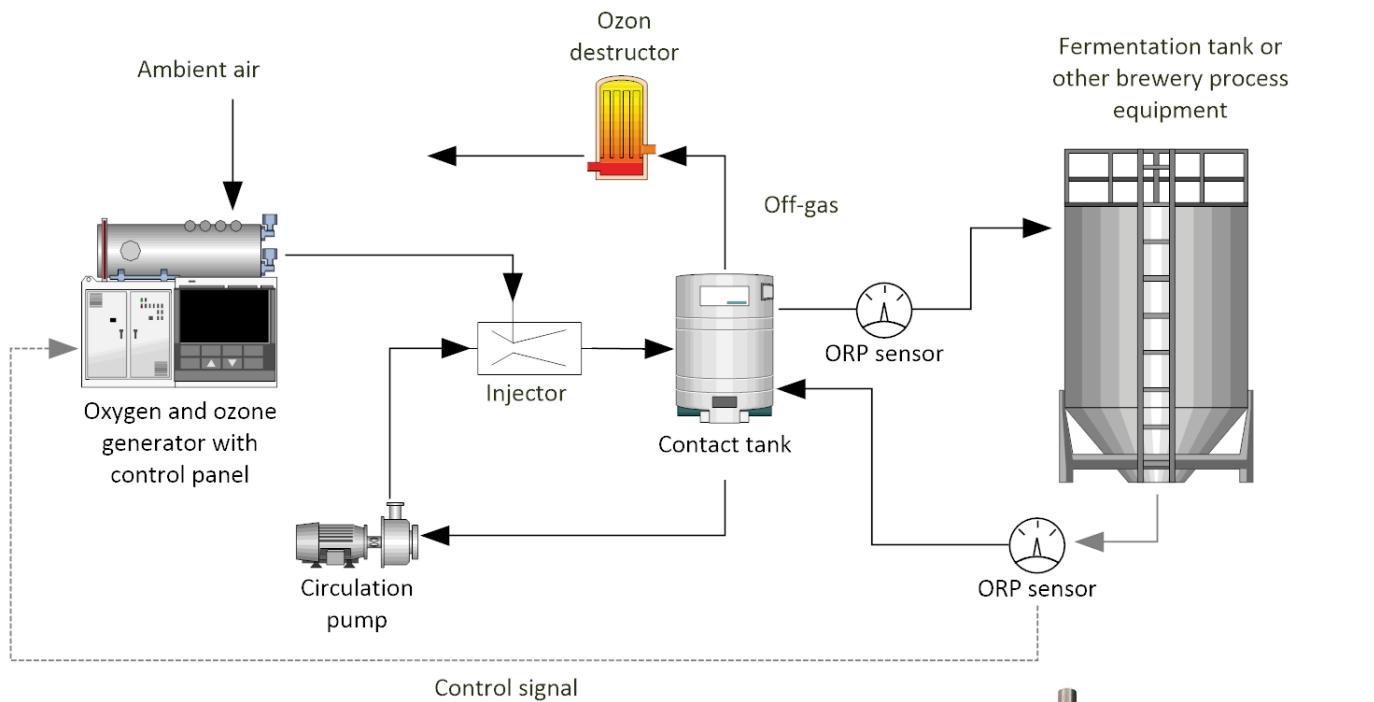 Ozon
destructor
Ambient air
Fermentation tank or
other brewery process
equipment
Off-gas
ORP sensor
Injector
Oxygen and ozone
generator with
control panel
Contact tank
Circulation
pump
ORP sensor
Control signal